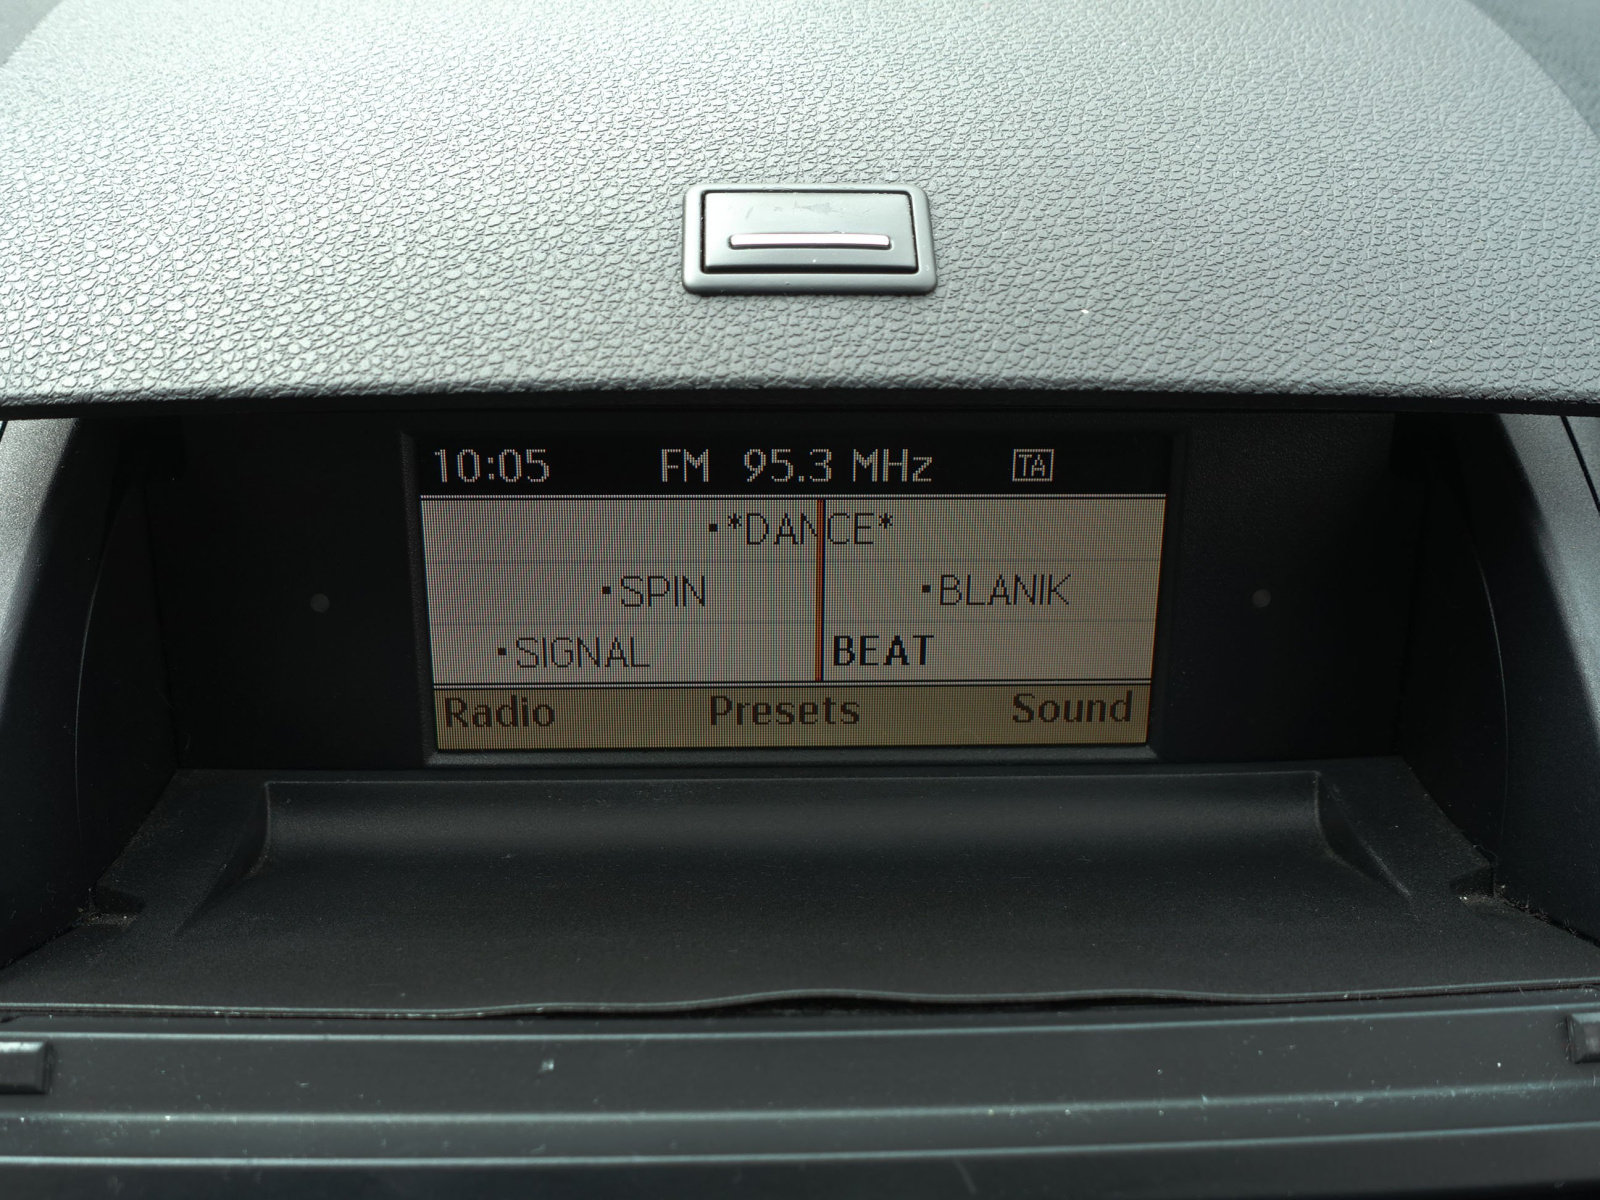 10:05 FM 95.3 MHz TA
*DANCE*
SPIN BLANIK
SIGNAL BEAT
Radio Presets Sound